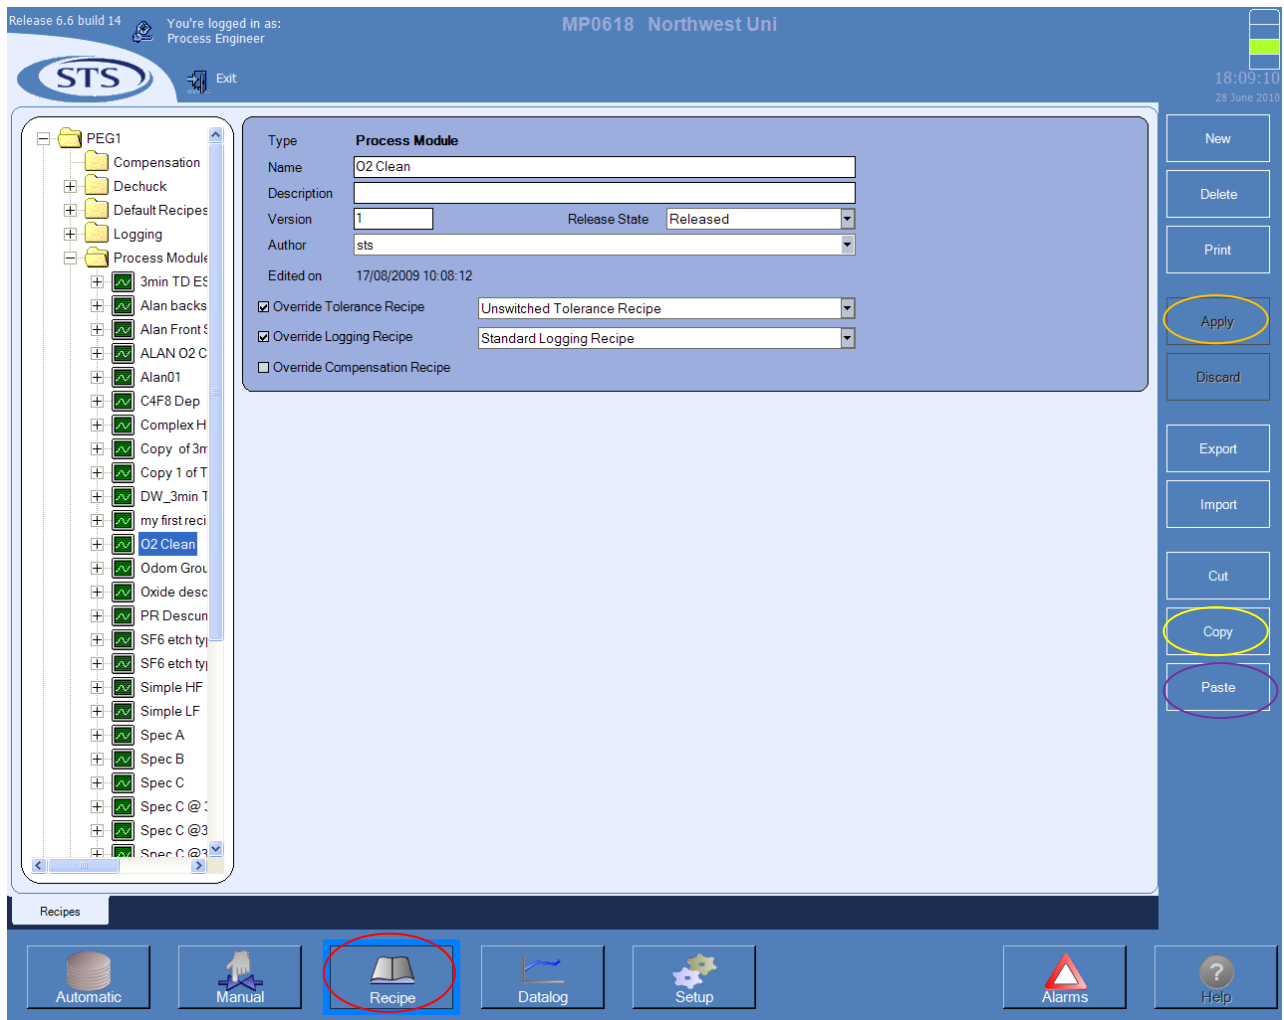 Release 6.6 build 14
You're logged in as:
Process Engineer
MP0618 Northwest Uni
STS
Exit
18:09:10
28 June 2010
PEG1
Compensation
Dechuck
Default Recipes
Logging
Process Module
3min TD ES
Alan backs
Alan Front S
ALAN O2 C
Alan01
C4F8 Dep
Complex H
Copy of 3m
Copy 1 of T
DW_3min T
my first reci
O2 Clean
Odom Grou
Oxide desc
PR Descun
SF6 etch ty
SF6 etch ty
Simple HF
Simple LF
Spec A
Spec B
Spec C
Spec C @ 3
Spec C @3
Spec C @3
Type Process Module
Name O2 Clean
Description
Version 1 Release State Released
Author sts
Edited on 17/08/2009 10:08:12
Override Tolerance Recipe Unswitched Tolerance Recipe
Override Logging Recipe Standard Logging Recipe
Override Compensation Recipe
New
Delete
Print
Apply
Discard
Export
Import
Cut
Copy
Paste
Recipes
Automatic
Manual
Recipe
Datalog
Setup
Alarms
Help